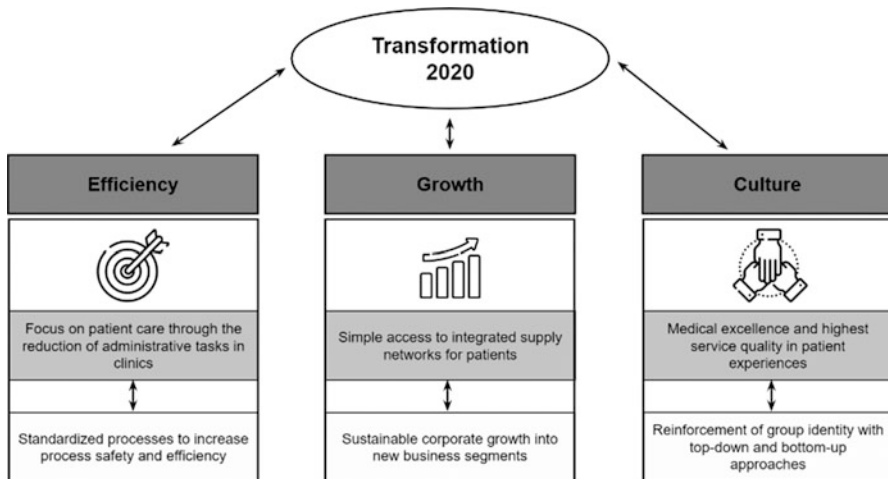 Transformation
2020
Efficiency
Growth
Culture
Focus on patient care through the
reduction of administrative tasks in
clinics
Simple access to integrated supply
networks for patients
Medical excellence and highest
service quality in patient
experiences
Standardized processes to increase
process safety and efficiency
Sustainable corporate growth into
new business segments
Reinforcement of group identity with
top-down and bottom-up
approaches